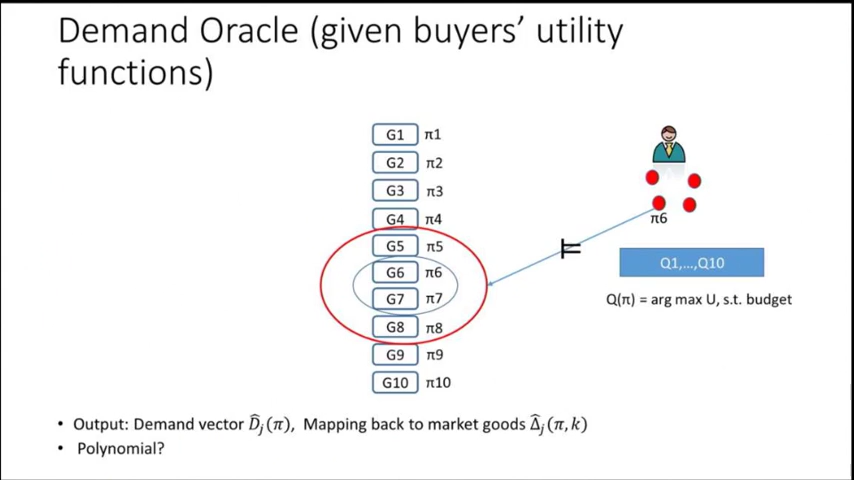 Demand Oracle (given buyers’ utility
functions)
G1 π1
G2 π2
G3 π3
G4 π4
G5 π5
G6 π6
G7 π7
G8 π8
G9 π9
G10 π10
⊨
π6
Q1,...,Q10
Q(π) = arg max U, s.t. budget
• Output: Demand vector D̂ⱼ(π), Mapping back to market goods Δ̂ⱼ(π, k)
• Polynomial?